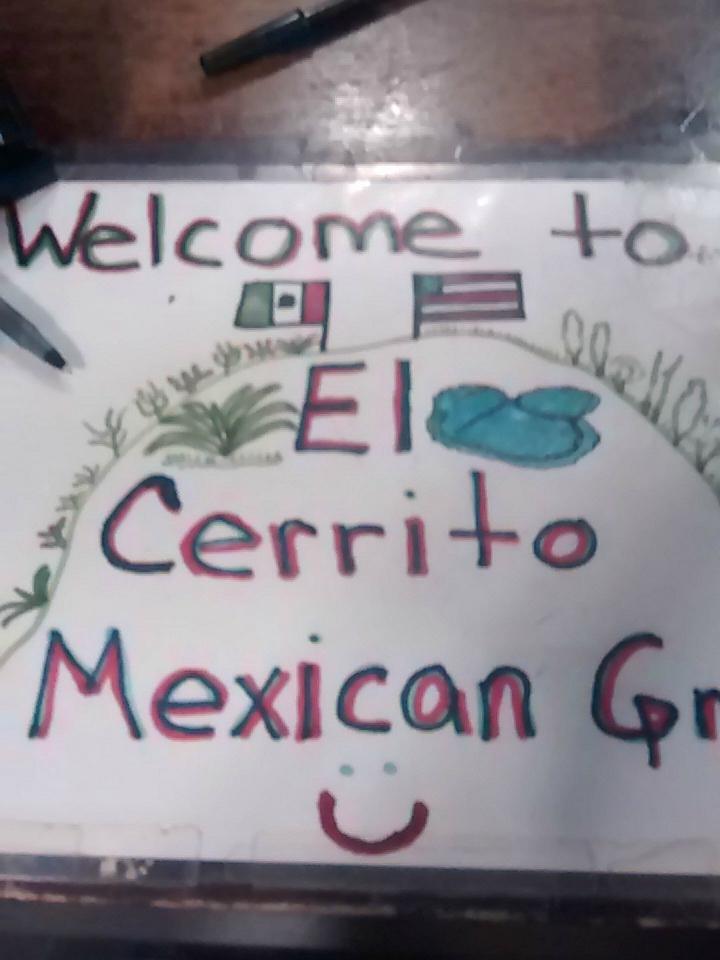 Welcome to
El
Cerrito
Mexican Gr